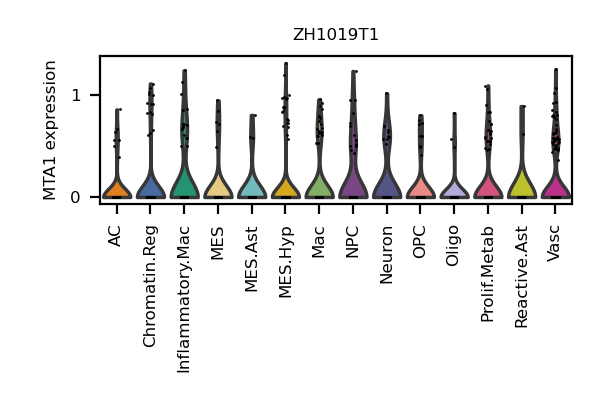 ZH1019T1
MTA1 expression
1
0
AC
Chromatin.Reg
Inflammatory.Mac
MES
MES.Ast
MES.Hyp
Mac
NPC
Neuron
OPC
Oligo
Prolif.Metab
Reactive.Ast
Vasc